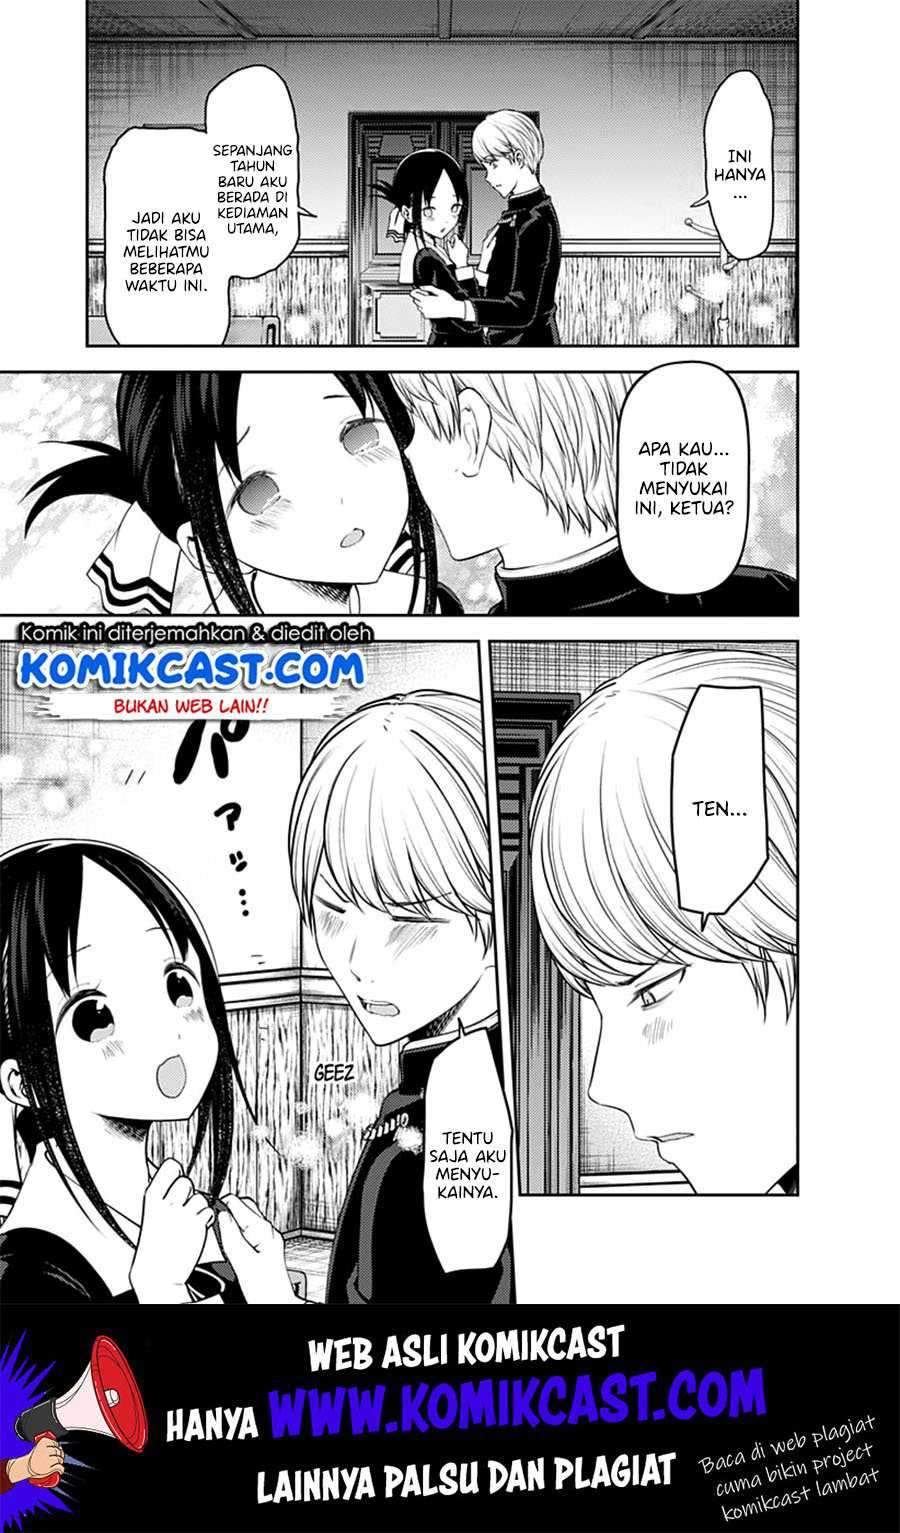 INI
HANYA
...
SEPANJANG
TAHUN
BARU AKU
BERADA DI
KEDIAMAN
UTAMA,
JADI AKU
TIDAK BISA
MELIHATMU
BEBERAPA
WAKTU INI.
APA KAU...
TIDAK
MENYUKAI
INI, KETUA?
Komik ini diterjemahkan & diedit oleh
KOMIKCAST.COM
BUKAN WEB LAIN!!
TEN...
パァッ…
GEEZ
TENTU
SAJA AKU
MENYU-
KAINYA.
WEB ASLI KOMIKCAST
HANYA WWW.KOMIKCAST.COM
LAINNYA PALSU DAN PLAGIAT
Baca di web plagiat
cuma bikin project
komikcast lambat